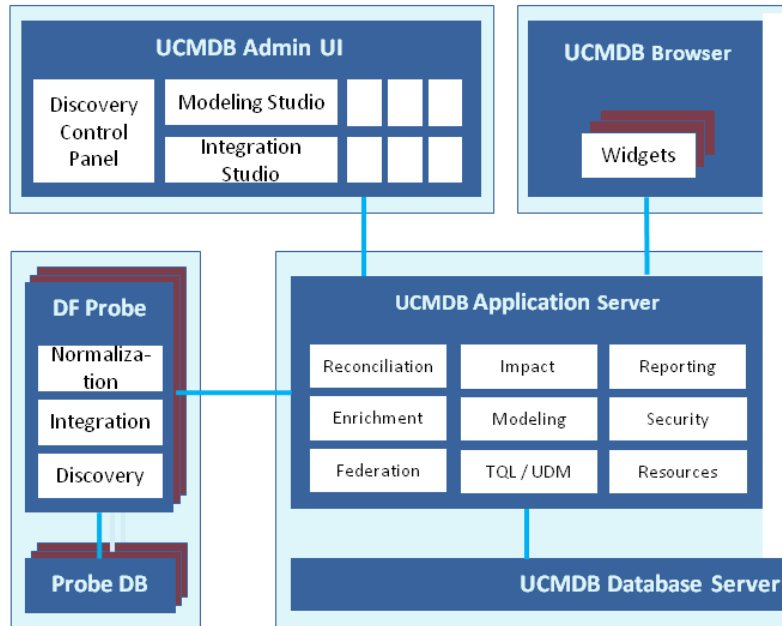 UCMDB Admin UI
Discovery
Control
Panel
Modeling Studio
Integration
Studio
UCMDB Browser
Widgets
DF Probe
Normaliza-
tion
Integration
Discovery
Probe DB
UCMDB Application Server
Reconciliation
Impact
Reporting
Enrichment
Modeling
Security
Federation
TQL / UDM
Resources
UCMDB Database Server